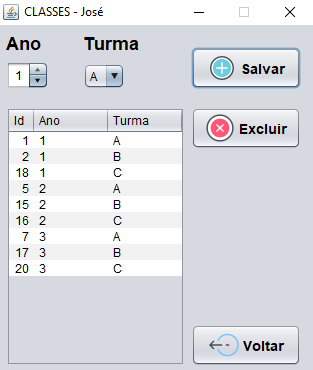 CLASSES - José
Ano Turma
1 A
Salvar
Excluir
Id Ano Turma
1 1 A
2 1 B
18 1 C
5 2 A
15 2 B
16 2 C
7 3 A
17 3 B
20 3 C
Voltar